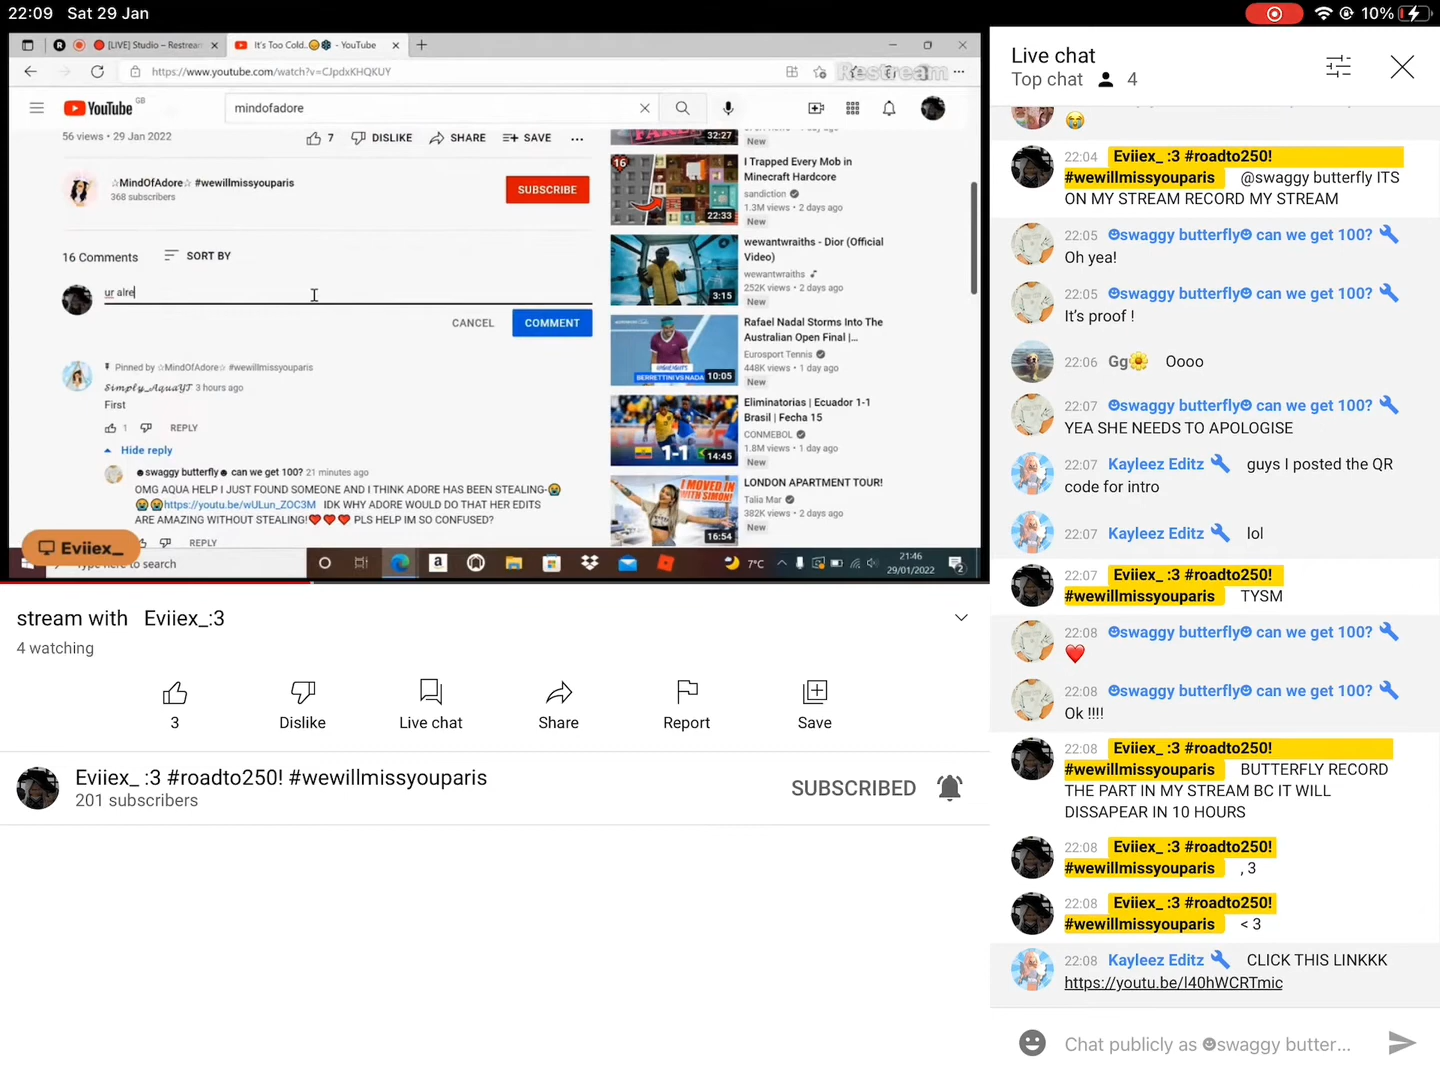 22:09 Sat 29 Jan
10%
[LIVE] Studio – Restream
It's Too Cold.. - YouTube
https://www.youtube.com/watch?v=CJpdxKHQKUY
Restream
YouTube GB
mindofadore
56 views • 29 Jan 2022
7
DISLIKE
SHARE
SAVE
☆MindOfAdore☆ #wewillmissyouparis
368 subscribers
SUBSCRIBE
16 Comments
SORT BY
ur alre
CANCEL
COMMENT
Pinned by ☆MindOfAdore☆ #wewillmissyouparis
𝓢𝓲𝓶𝓹𝓵𝔂_𝓐𝓺𝓾𝓪𝓨𝓣 3 hours ago
First
1
REPLY
Hide reply
☻swaggy butterfly☻ can we get 100? 21 minutes ago
OMG AQUA HELP I JUST FOUND SOMEONE AND I THINK ADORE HAS BEEN STEALING-😭
😭😭https://youtu.be/wULun_ZOC3M IDK WHY ADORE WOULD DO THAT HER EDITS
ARE AMAZING WITHOUT STEALING!❤️❤️❤️ PLS HELP IM SO CONFUSED?
REPLY
32:27
New
I Trapped Every Mob in
Minecraft Hardcore
sandiction
1.3M views • 2 days ago
New
16
22:33
wewantwraiths - Dior (Official
Video)
wewantwraiths
252K views • 2 days ago
New
3:15
Rafael Nadal Storms Into The
Australian Open Final |...
Eurosport Tennis
448K views • 1 day ago
New
BERRETTINI VS NADAL
10:05
Eliminatorias | Ecuador 1-1
Brasil | Fecha 15
CONMEBOL
1.8M views • 1 day ago
New
1-1
14:45
LONDON APARTMENT TOUR!
Talia Mar
382K views • 2 days ago
New
I MOVED IN
WITH SIMON!
16:54
Eviiex_
Type here to search
7°C
21:46
29/01/2022
2
stream with Eviiex_:3
4 watching
3
Dislike
Live chat
Share
Report
Save
Eviiex_ :3 #roadto250! #wewillmissyouparis
201 subscribers
SUBSCRIBED
Live chat
Top chat 4
😭
22:04 Eviiex_ :3 #roadto250!
#wewillmissyouparis @swaggy butterfly ITS
ON MY STREAM RECORD MY STREAM
22:05 ☻swaggy butterfly☻ can we get 100?
Oh yea!
22:05 ☻swaggy butterfly☻ can we get 100?
It's proof !
22:06 Gg🌼 Oooo
22:07 ☻swaggy butterfly☻ can we get 100?
YEA SHE NEEDS TO APOLOGISE
22:07 Kayleez Editz guys I posted the QR
code for intro
22:07 Kayleez Editz lol
22:07 Eviiex_ :3 #roadto250!
#wewillmissyouparis TYSM
22:08 ☻swaggy butterfly☻ can we get 100?
❤️
22:08 ☻swaggy butterfly☻ can we get 100?
Ok !!!!
22:08 Eviiex_ :3 #roadto250!
#wewillmissyouparis BUTTERFLY RECORD
THE PART IN MY STREAM BC IT WILL
DISSAPEAR IN 10 HOURS
22:08 Eviiex_ :3 #roadto250!
#wewillmissyouparis , 3
22:08 Eviiex_ :3 #roadto250!
#wewillmissyouparis < 3
22:08 Kayleez Editz CLICK THIS LINKKK
https://youtu.be/l40hWCRTmic
Chat publicly as ☻swaggy butter...